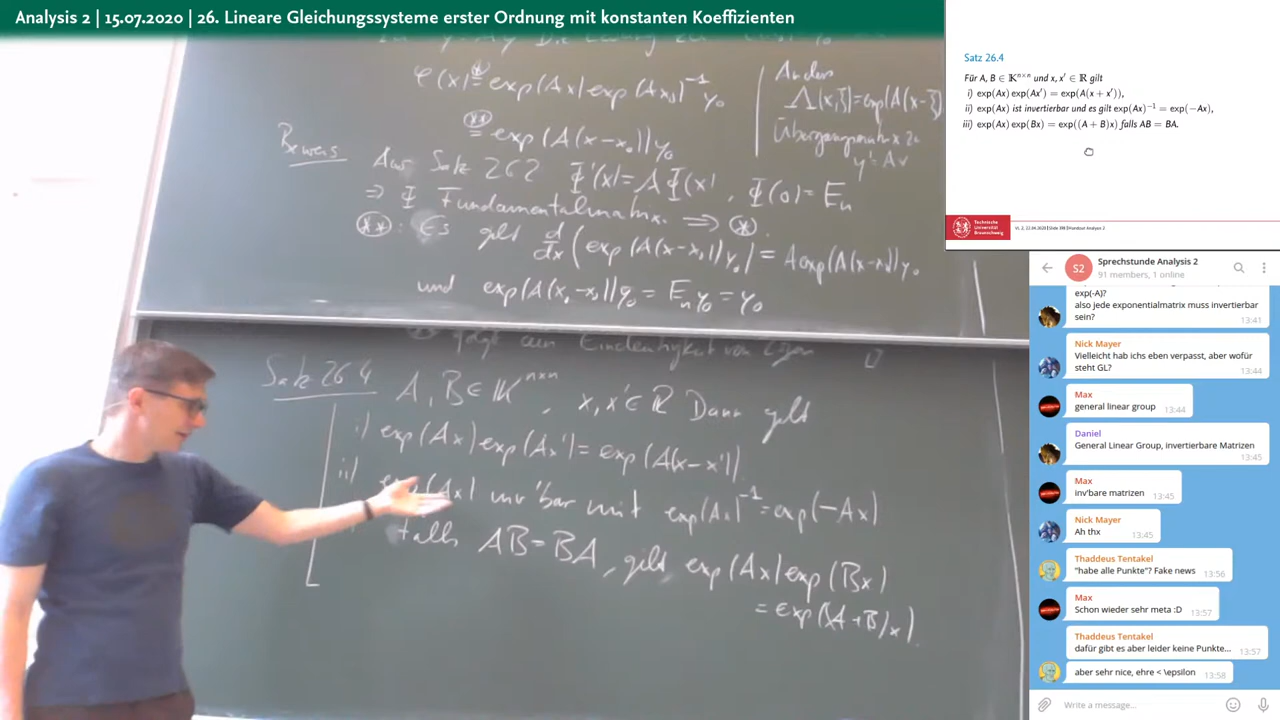 Analysis 2 | 15.07.2020 | 26. Lineare Gleichungssysteme erster Ordnung mit konstanten Koeffizienten
φ(x) = exp(Ax) exp(Ax₀)⁻¹ y₀
(**) = exp(A(x-x₀)) y₀
Anders
Λ(x,ξ) = exp(A(x-ξ))
Übergangsmatrix zu
y' = Ay
Beweis
Aus Satz 26.2 Φ'(x) = AΦ(x), Φ(0) = Eₙ
⇒ Φ Fundamentalmatrix. ⇒ (*).
(**): Es gilt d/dx (exp(A(x-x₀))y₀) = A exp(A(x-x₀))y₀
und exp(A(x₀-x₀))y₀ = Eₙy₀ = y₀
folgt aus Eindeutigkeit von
Satz 26.4 A, B ∈ 𝕂ⁿˣⁿ, x, x' ∈ ℝ Dann gilt
i) exp(Ax) exp(Ax') = exp(A(x-x')).
ii) exp(Ax) inv'bar mit exp(Ax)⁻¹ = exp(-Ax)
falls AB = BA, gilt exp(Ax) exp(Bx)
= exp((A+B)x).
Satz 26.4
Für A, B ∈ 𝕂ⁿˣⁿ und x, x′ ∈ ℝ gilt
i) exp(Ax) exp(Ax′) = exp(A(x + x′)),
ii) exp(Ax) ist invertierbar und es gilt exp(Ax)⁻¹ = exp(−Ax),
iii) exp(Ax) exp(Bx) = exp((A + B)x) falls AB = BA.
Technische
Universität
Braunschweig
S2
Sprechstunde Analysis 2
91 members, 1 online
exp(-A)?
also jede exponentialmatrix muss invertierbar
sein?
13:41
Nick Mayer
Vielleicht hab ichs eben verpasst, aber wofür
steht GL?
13:44
Max
general linear group 13:44
Daniel
General Linear Group, invertierbare Matrizen
13:45
Max
inv'bare matrizen 13:45
Nick Mayer
Ah thx
13:45
Thaddeus Tentakel
"habe alle Punkte"? Fake news 13:56
Max
Schon wieder sehr meta :D 13:57
Thaddeus Tentakel
dafür gibt es aber leider keine Punkte... 13:57
aber sehr nice, ehre < \epsilon 13:58
Write a message...